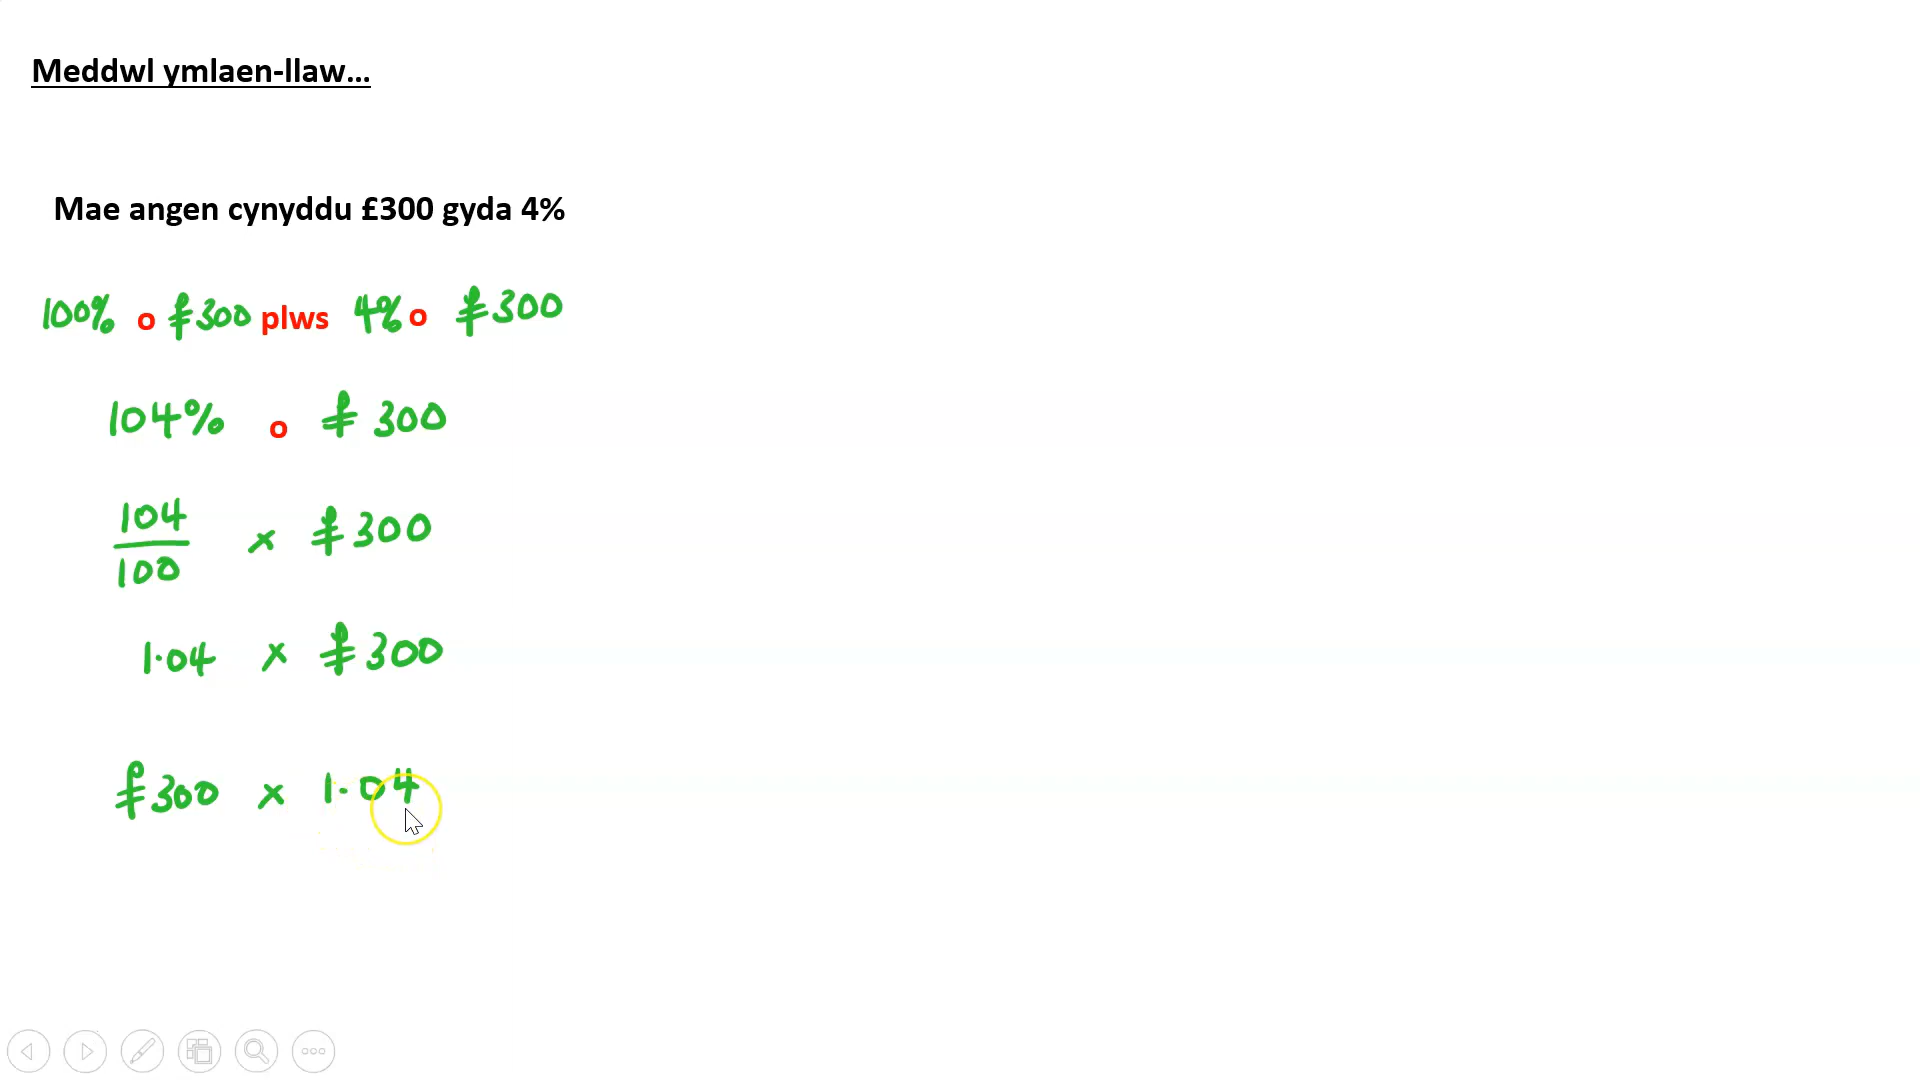 Meddwl ymlaen-llaw...
Mae angen cynyddu £300 gyda 4%
100% o £300 plws 4% o £300
104% o £300
104
100 × £300
1.04 × £300
£300 × 1.04